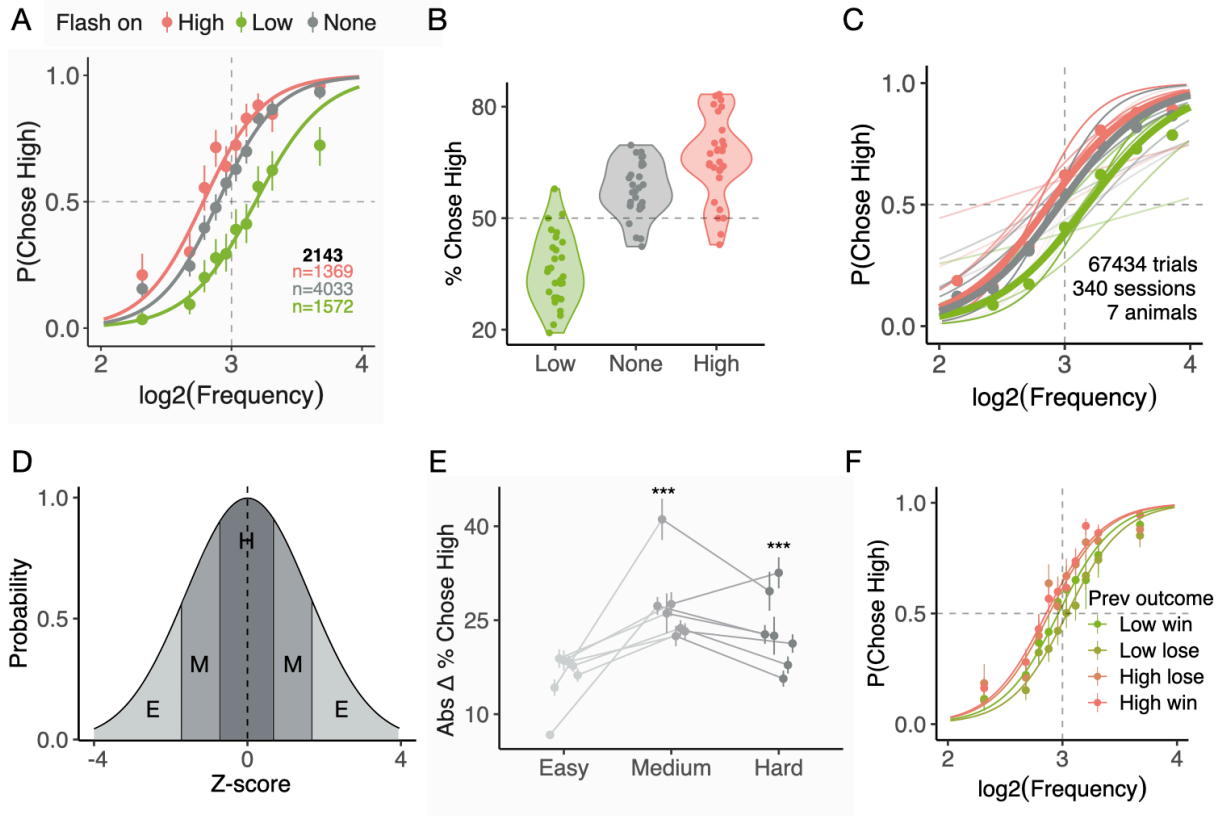 A
Flash on High Low None
P(Chose High)
1.0
0.5
0.0
2143
n=1369
n=4033
n=1572
2 3 4
log2(Frequency)
B
% Chose High
80
50
20
Low None High
C
P(Chose High)
1.0
0.5
0.0
67434 trials
340 sessions
7 animals
2 3 4
log2(Frequency)
D
Probability
1.0
0.5
0.0
H
M M
E E
-4 0 4
Z-score
E
Abs Δ % Chose High
40
25
10
*** ***
Easy Medium Hard
F
P(Chose High)
1.0
0.5
0.0
Prev outcome
Low win
Low lose
High lose
High win
2 3 4
log2(Frequency)